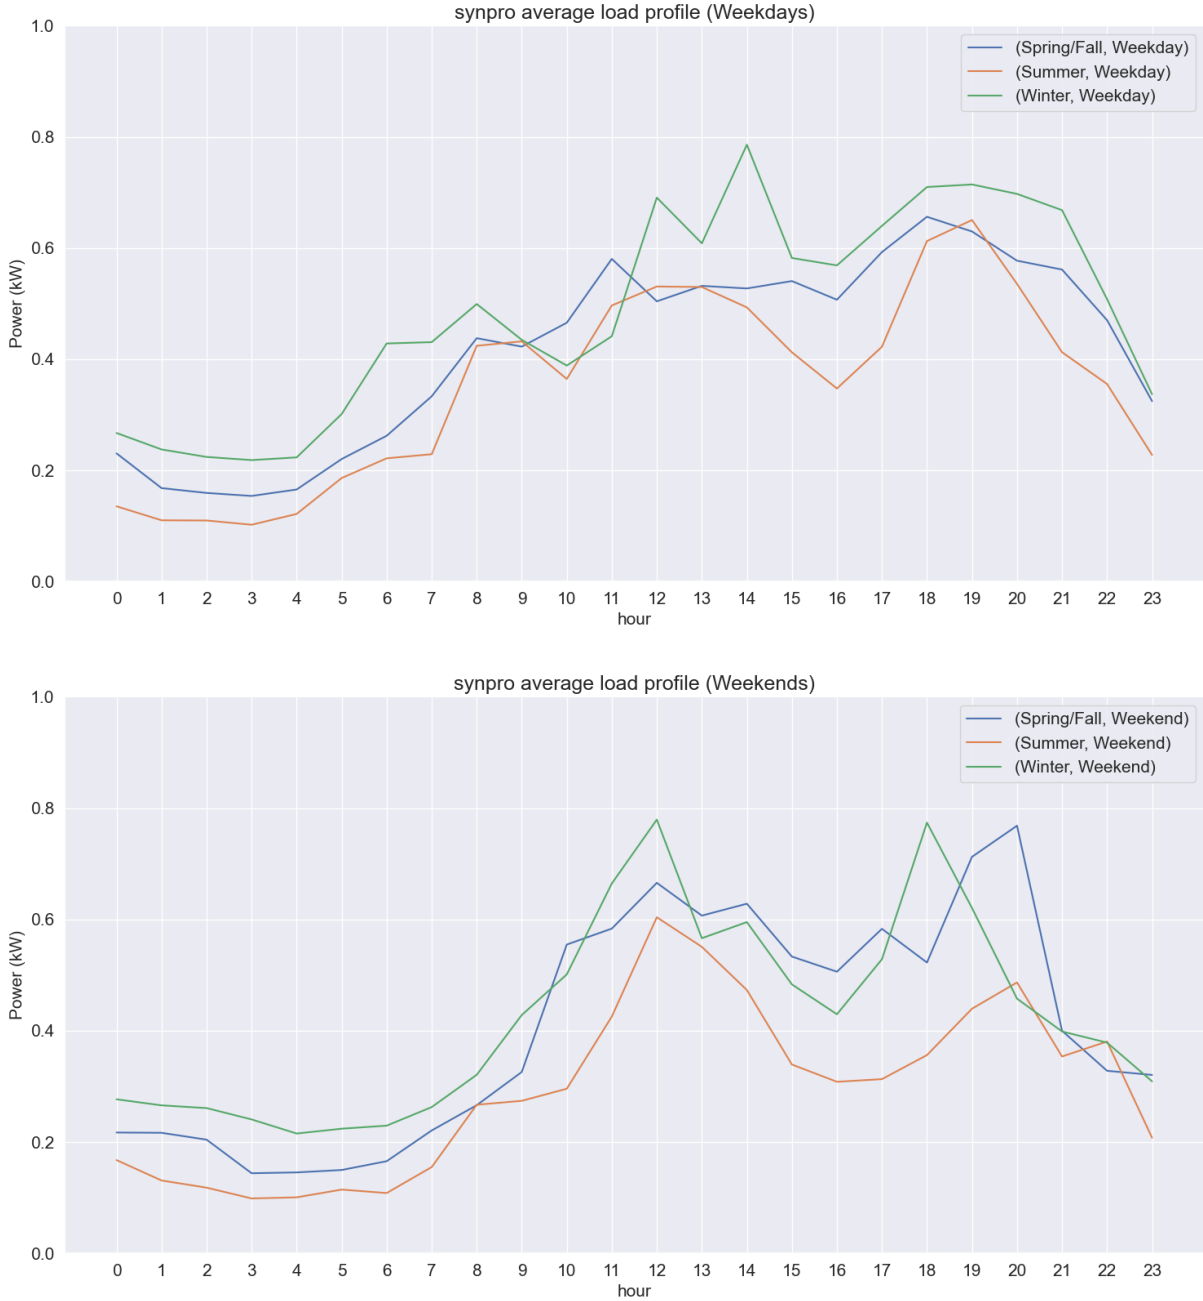 synpro average load profile (Weekdays)
1.0
(Spring/Fall, Weekday)
(Summer, Weekday)
(Winter, Weekday)
0.8
0.6
Power (kW)
0.4
0.2
0.0
0 1 2 3 4 5 6 7 8 9 10 11 12 13 14 15 16 17 18 19 20 21 22 23
hour
synpro average load profile (Weekends)
1.0
(Spring/Fall, Weekend)
(Summer, Weekend)
(Winter, Weekend)
0.8
0.6
Power (kW)
0.4
0.2
0.0
0 1 2 3 4 5 6 7 8 9 10 11 12 13 14 15 16 17 18 19 20 21 22 23
hour